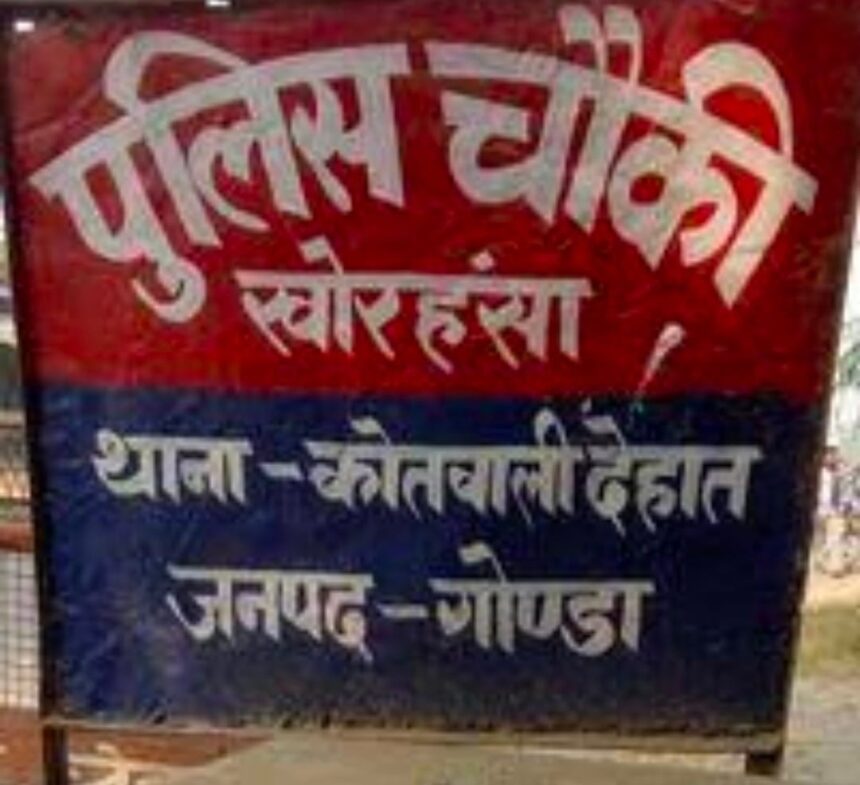 पुलिस चौकी
खोरहंसा
थाना - कोतवाली देहात
जनपद - गोण्डा